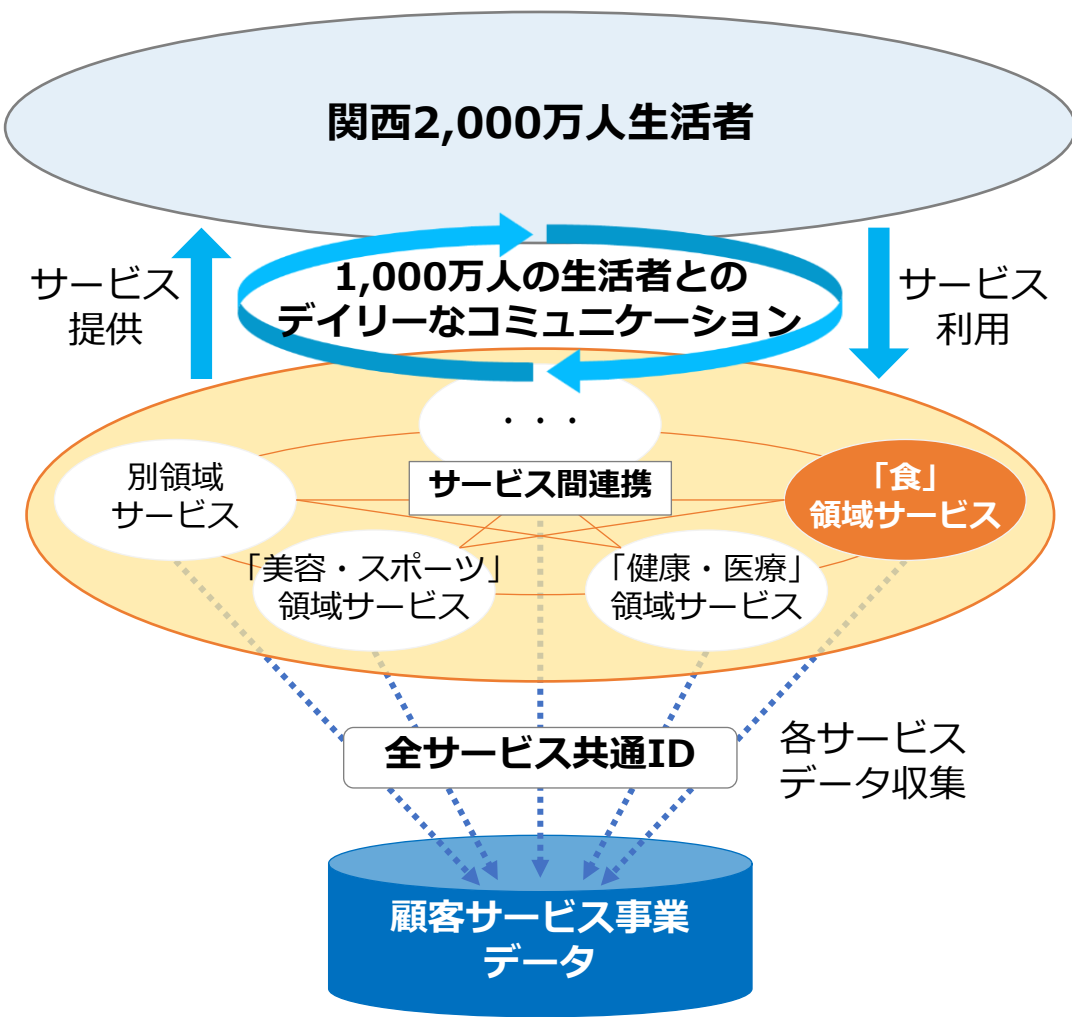 関西2,000万人生活者
1,000万人の生活者との
デイリーなコミュニケーション
サービス
提供
サービス
利用
・・・
サービス間連携
別領域
サービス
「食」
領域サービス
「美容・スポーツ」
領域サービス
「健康・医療」
領域サービス
全サービス共通ID
各サービス
データ収集
顧客サービス事業
データ